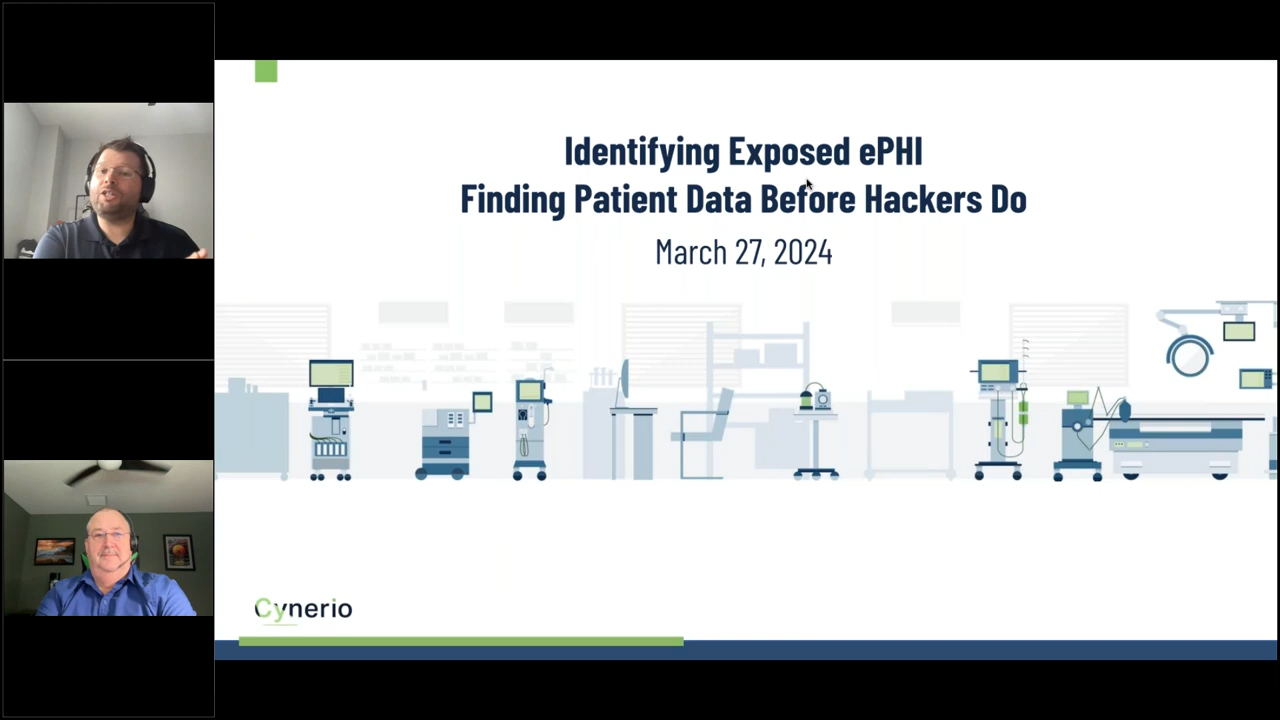 Identifying Exposed ePHI
Finding Patient Data Before Hackers Do
March 27, 2024
Cynerio